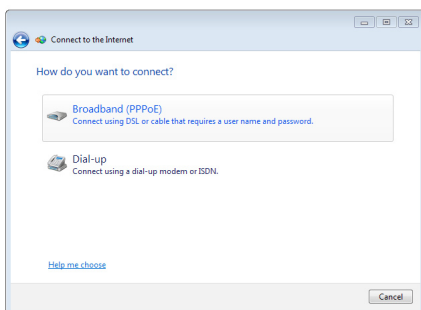 Connect to the Internet
How do you want to connect?
Broadband (PPPoE)
Connect using DSL or cable that requires a user name and password.
Dial-up
Connect using a dial-up modem or ISDN.
Help me choose
Cancel